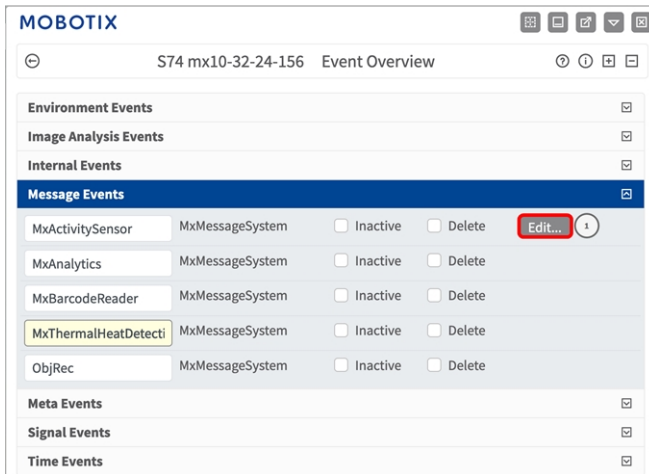 MOBOTIX
S74 mx10-32-24-156 Event Overview
Environment Events
Image Analysis Events
Internal Events
Message Events
MxActivitySensor MxMessageSystem Inactive Delete Edit... 1
MxAnalytics MxMessageSystem Inactive Delete
MxBarcodeReader MxMessageSystem Inactive Delete
MxThermalHeatDetecti MxMessageSystem Inactive Delete
ObjRec MxMessageSystem Inactive Delete
Meta Events
Signal Events
Time Events